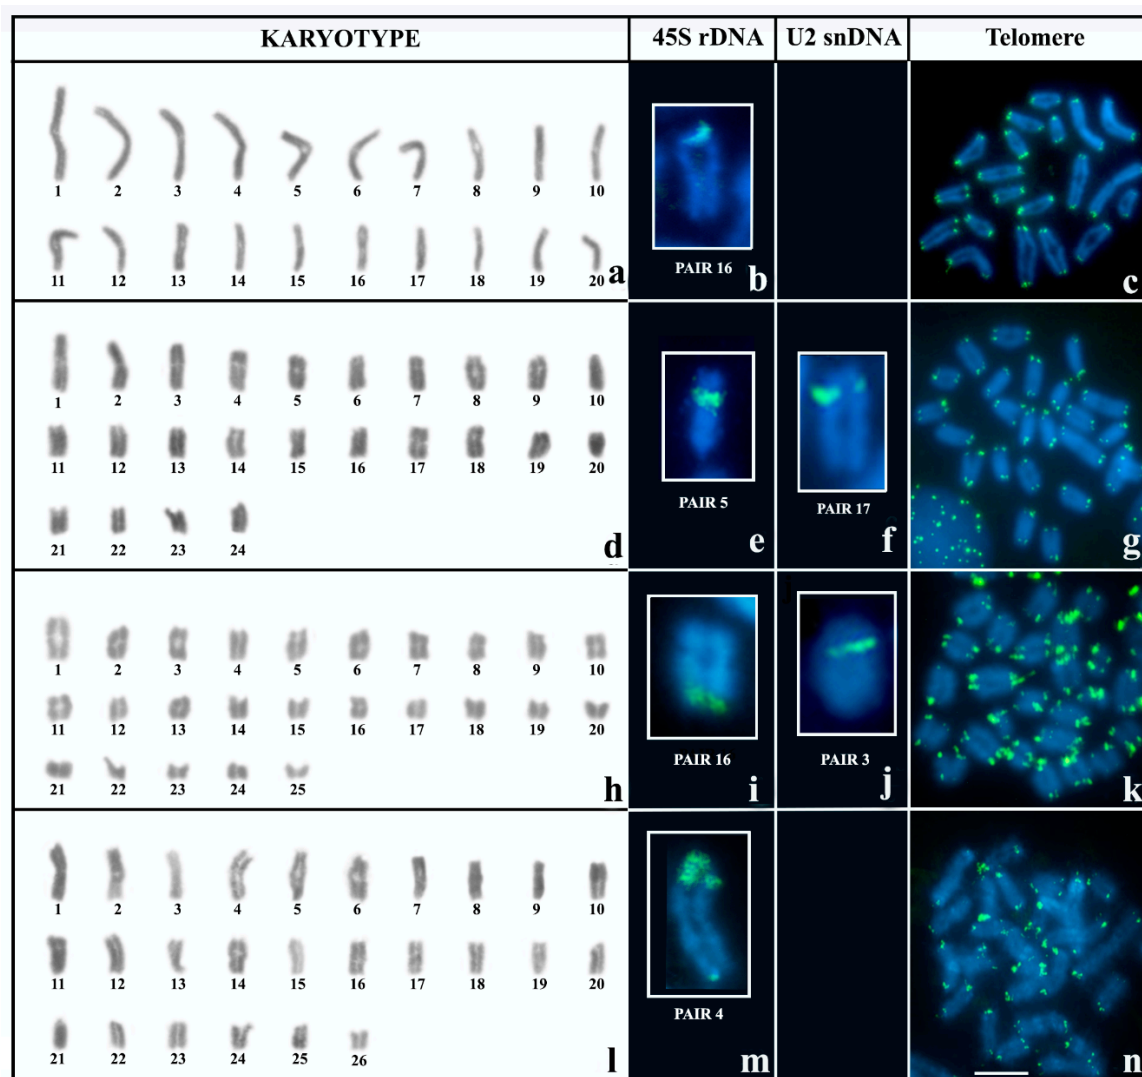 KARYOTYPE 45S rDNA U2 snDNA Telomere
1 2 3 4 5 6 7 8 9 10
11 12 13 14 15 16 17 18 19 20
a
PAIR 16
b
c
1 2 3 4 5 6 7 8 9 10
11 12 13 14 15 16 17 18 19 20
21 22 23 24
d
PAIR 5
e
PAIR 17
f
g
1 2 3 4 5 6 7 8 9 10
11 12 13 14 15 16 17 18 19 20
21 22 23 24 25
h
PAIR 16
i
PAIR 3
j
k
1 2 3 4 5 6 7 8 9 10
11 12 13 14 15 16 17 18 19 20
21 22 23 24 25 26
l
PAIR 4
m
n